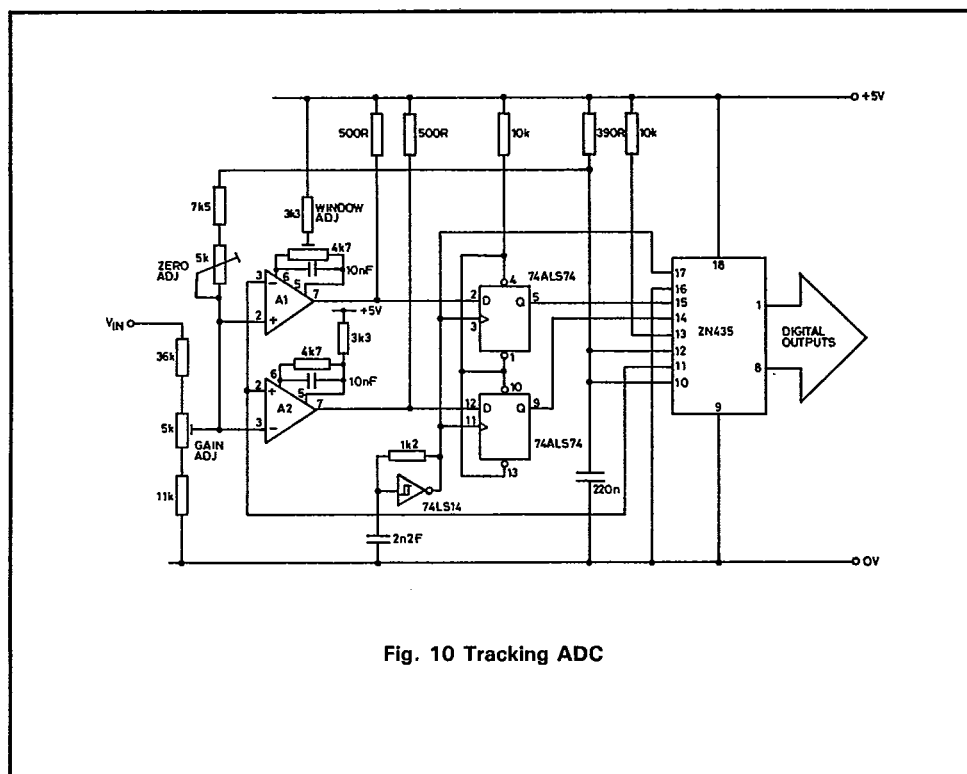 +5V
500R
500R
10k
390R
10k
7k5
3k3
WINDOW
ADJ
4k7
10nF
5k
ZERO
ADJ
3
6
5
A1
7
2
+5V
3k3
VIN
36k
4k7
10nF
2
6
5
A2
7
3
5k
GAIN
ADJ
11k
4
74ALS74
2
D
Q
5
3
1
10
12
D
Q
9
11
74ALS74
13
1k2
74LS14
2n2F
220n
18
17
16
15
14
13
12
11
10
ZN435
1
8
9
DIGITAL
OUTPUTS
0V
Fig. 10 Tracking ADC